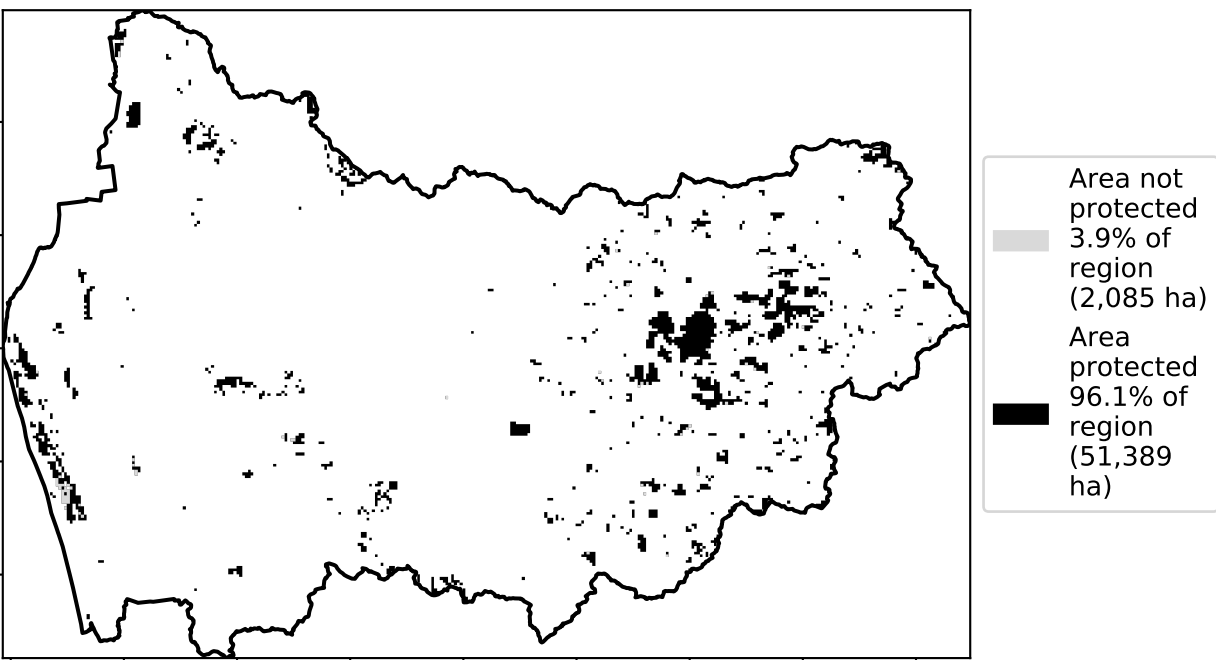 Area not
protected
3.9% of
region
(2,085 ha)
Area
protected
96.1% of
region
(51,389
ha)